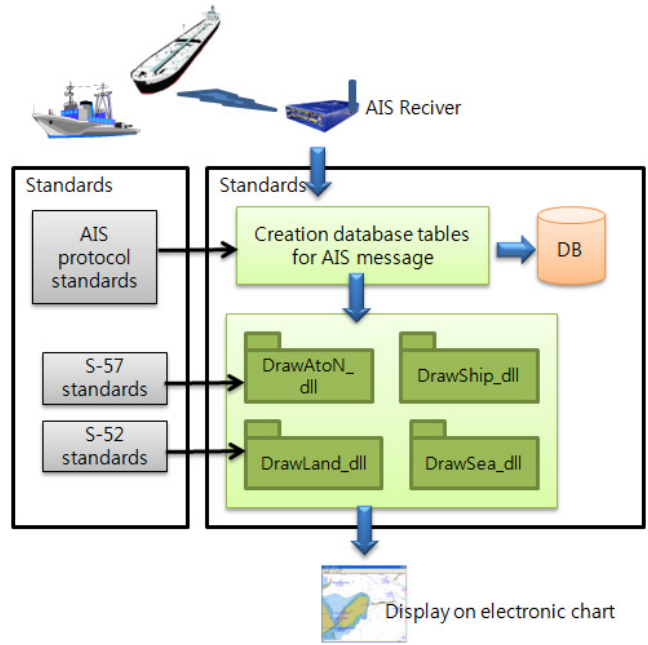 AIS Reciver
Standards
AIS
protocol
standards
S-57
standards
S-52
standards
Standards
Creation database tables
for AIS message
DB
DrawAtoN_
dll
DrawShip_dll
DrawLand_dll
DrawSea_dll
Display on electronic chart